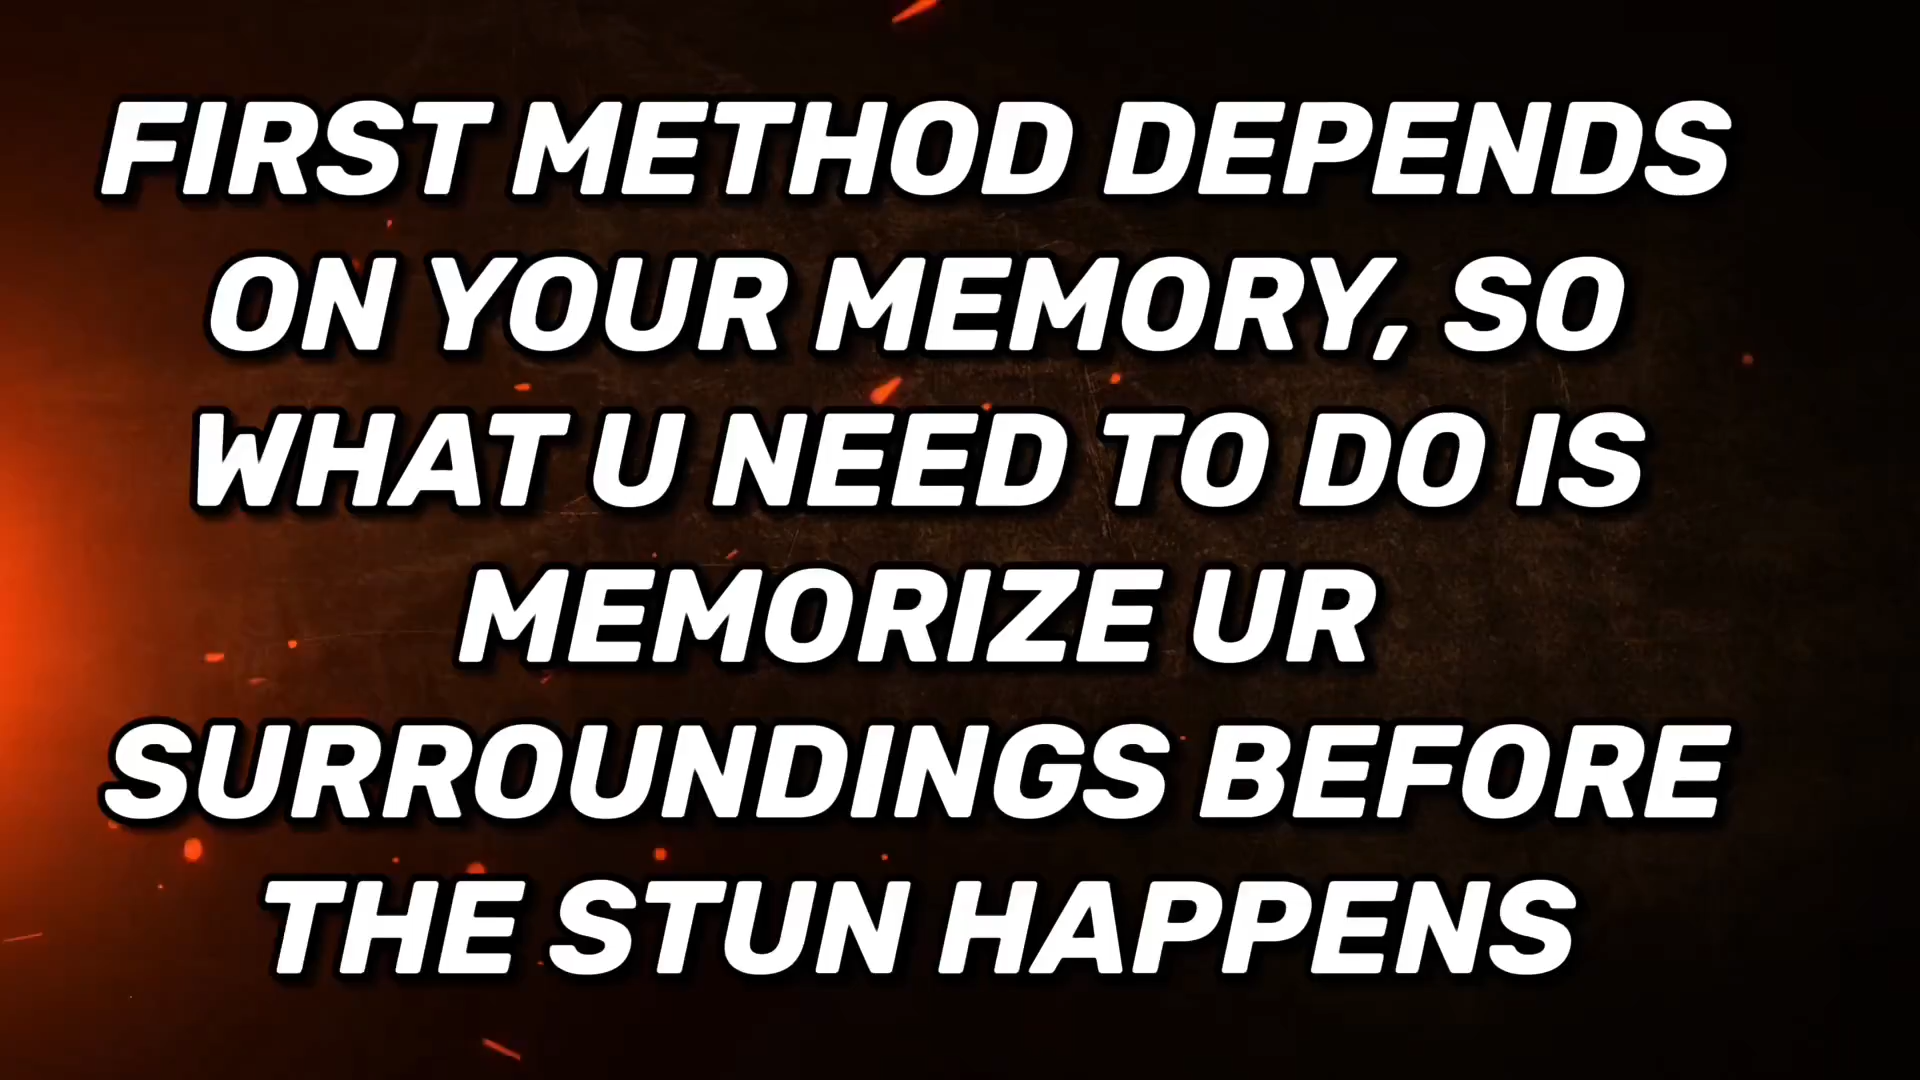 FIRST METHOD DEPENDS
ON YOUR MEMORY, SO
WHAT U NEED TO DO IS
MEMORIZE UR
SURROUNDINGS BEFORE
THE STUN HAPPENS